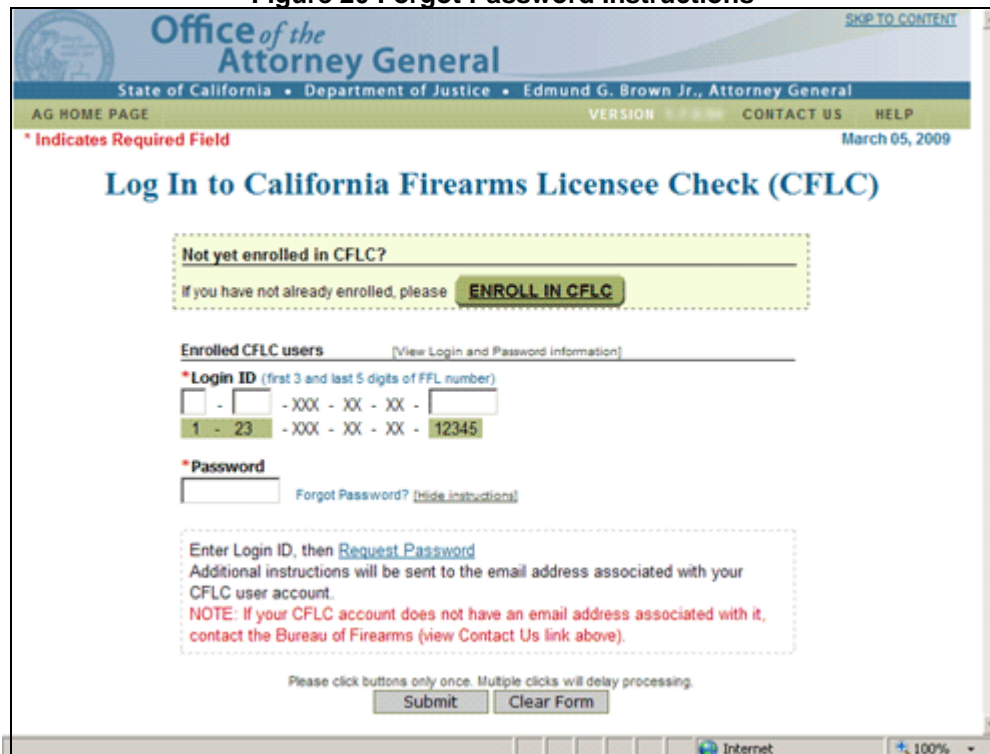 Figure 20 Forgot Password Instructions
SKIP TO CONTENT
Office of the
Attorney General
State of California • Department of Justice • Edmund G. Brown Jr., Attorney General
AG HOME PAGE VERSION CONTACT US HELP
* Indicates Required Field March 05, 2009
Log In to California Firearms Licensee Check (CFLC)
Not yet enrolled in CFLC?
If you have not already enrolled, please ENROLL IN CFLC
Enrolled CFLC users [View Login and Password information]
*Login ID (first 3 and last 5 digits of FFL number)
- - XXX - XX - XX -
1 - 23 - XXX - XX - XX - 12345
*Password
Forgot Password? [Hide instructions]
Enter Login ID, then Request Password
Additional instructions will be sent to the email address associated with your
CFLC user account.
NOTE: If your CFLC account does not have an email address associated with it,
contact the Bureau of Firearms (view Contact Us link above).
Please click buttons only once. Multiple clicks will delay processing.
Submit Clear Form
Internet 100%